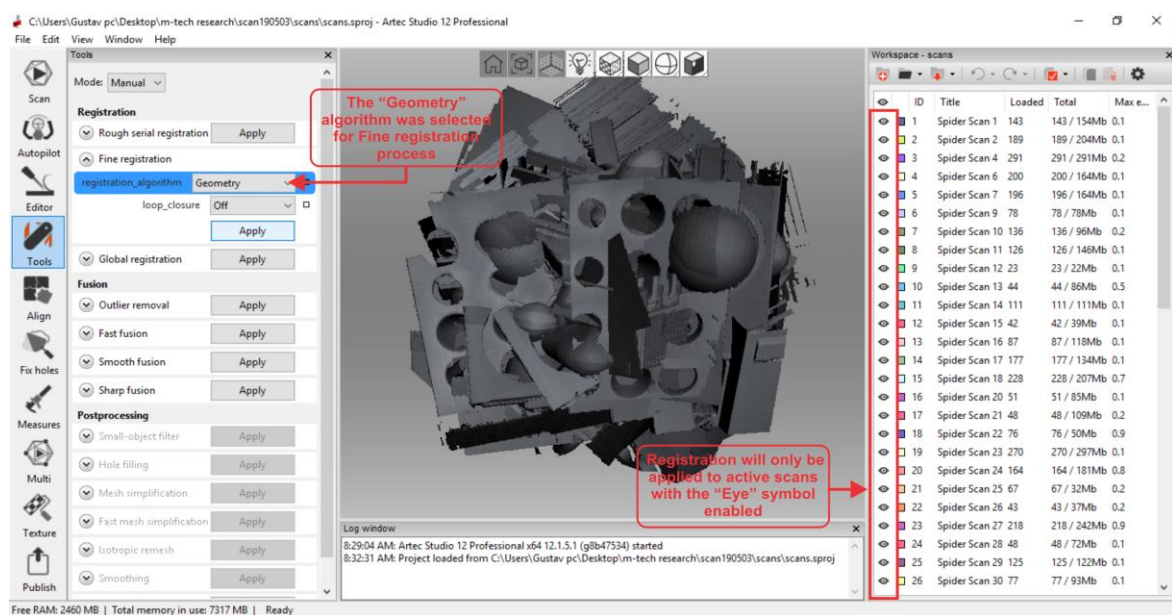 C:\Users\Gustav pc\Desktop\m-tech research\scan190503\scans\scans.sproj - Artec Studio 12 Professional
File Edit View Window Help
Scan
Autopilot
Editor
Tools
Align
Fix holes
Measures
Multi
Texture
Publish
Tools
Mode: Manual
Registration
Rough serial registration Apply
Fine registration
registration_algorithm Geometry
loop_closure Off
Apply
Global registration Apply
Fusion
Outlier removal Apply
Fast fusion Apply
Smooth fusion Apply
Sharp fusion Apply
Postprocessing
Small-object filter Apply
Hole filling Apply
Mesh simplification Apply
Fast mesh simplification Apply
Isotropic remesh Apply
Smoothing Apply
The “Geometry”
algorithm was selected
for Fine registration
process
Registration will only be
applied to active scans
with the “Eye” symbol
enabled
Log window
8:29:04 AM: Artec Studio 12 Professional x64 12.1.5.1 (g8b47534) started
8:32:31 AM: Project loaded from C:\Users\Gustav pc\Desktop\m-tech research\scan190503\scans\scans.sproj
Workspace - scans
ID Title Loaded Total Max e...
1 Spider Scan 1 143 143 / 154Mb 0.1
2 Spider Scan 2 189 189 / 204Mb 0.1
3 Spider Scan 4 291 291 / 291Mb 0.2
4 Spider Scan 6 200 200 / 164Mb 0.1
5 Spider Scan 7 196 196 / 164Mb 0.1
6 Spider Scan 9 78 78 / 78Mb 0.1
7 Spider Scan 10 136 136 / 96Mb 0.2
8 Spider Scan 11 126 126 / 146Mb 0.1
9 Spider Scan 12 23 23 / 22Mb 0.1
10 Spider Scan 13 44 44 / 86Mb 0.5
11 Spider Scan 14 111 111 / 111Mb 0.1
12 Spider Scan 15 42 42 / 39Mb 0.1
13 Spider Scan 16 87 87 / 118Mb 0.1
14 Spider Scan 17 177 177 / 134Mb 0.1
15 Spider Scan 18 228 228 / 207Mb 0.7
16 Spider Scan 20 51 51 / 85Mb 0.1
17 Spider Scan 21 48 48 / 109Mb 0.2
18 Spider Scan 22 76 76 / 50Mb 0.9
19 Spider Scan 23 270 270 / 297Mb 0.1
20 Spider Scan 24 164 164 / 181Mb 0.8
21 Spider Scan 25 67 67 / 32Mb 0.2
22 Spider Scan 26 43 43 / 37Mb 0.2
23 Spider Scan 27 218 218 / 242Mb 0.9
24 Spider Scan 28 48 48 / 72Mb 0.1
25 Spider Scan 29 125 125 / 122Mb 0.1
26 Spider Scan 30 77 77 / 93Mb 0.1
Free RAM: 2460 MB | Total memory in use: 7317 MB | Ready